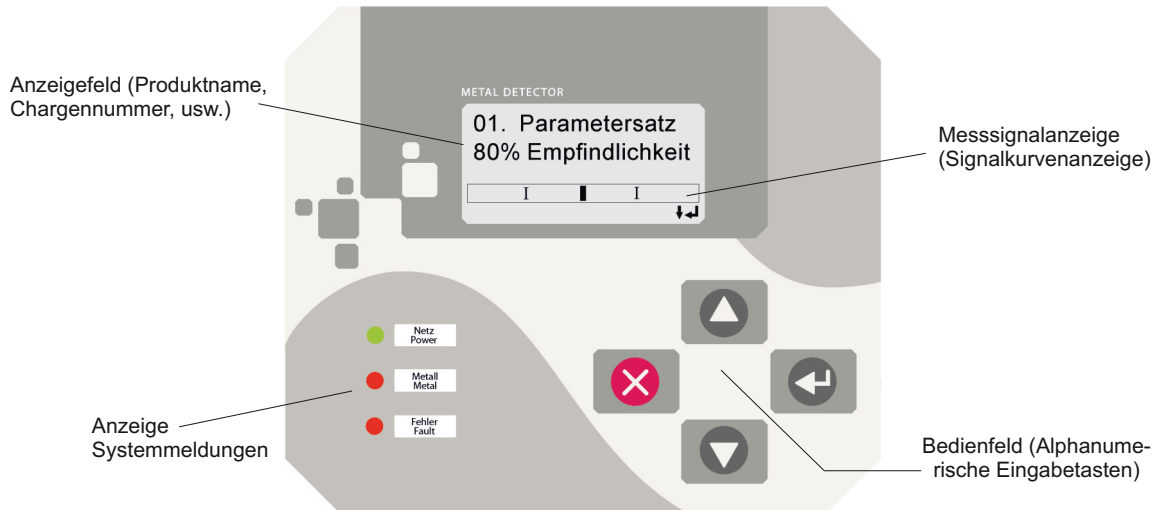 Anzeigefeld (Produktname,
Chargennummer, usw.)
METAL DETECTOR
01. Parametersatz
80% Empfindlichkeit
I I
Messsignalanzeige
(Signalkurvenanzeige)
Netz
Power
Metall
Metal
Fehler
Fault
Anzeige
Systemmeldungen
Bedienfeld (Alphanume-
rische Eingabetasten)